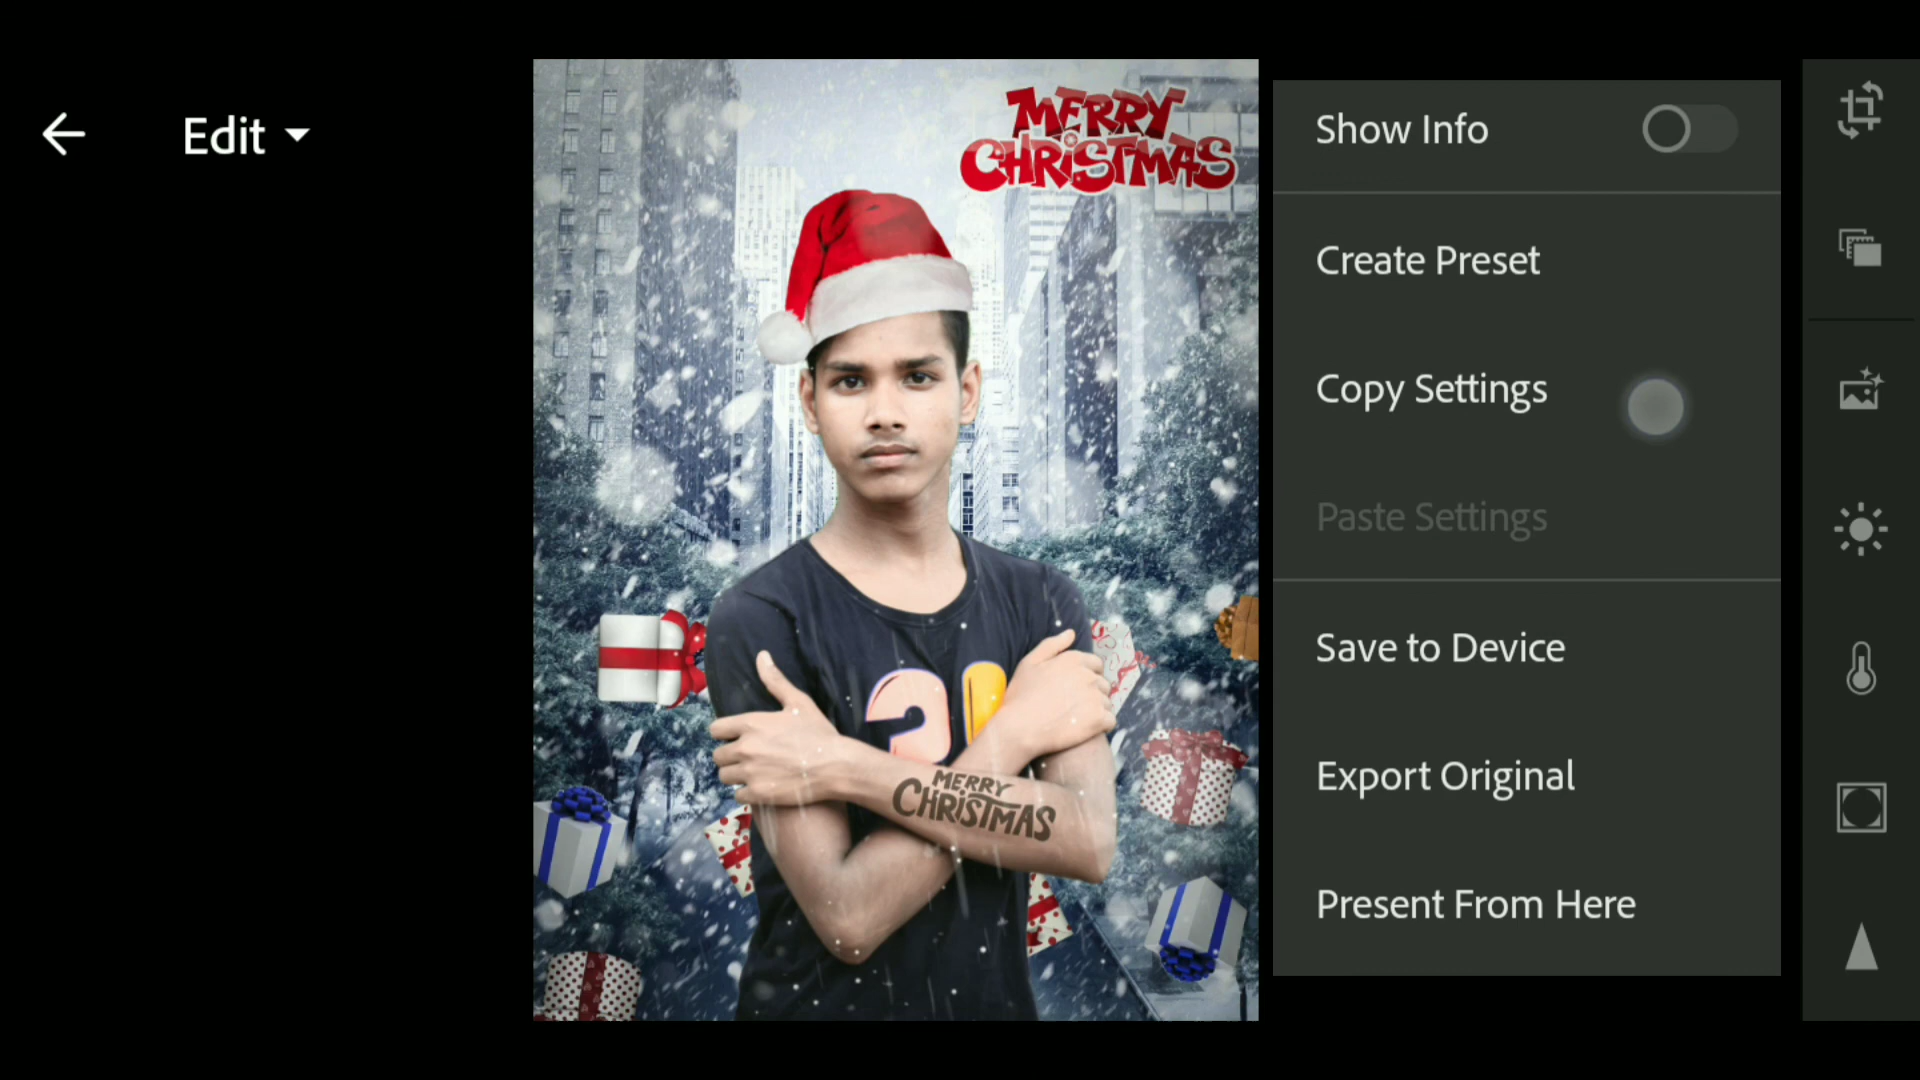 Edit
MERRY
CHRISTMAS
MERRY
CHRISTMAS
Show Info
Create Preset
Copy Settings
Paste Settings
Save to Device
Export Original
Present From Here